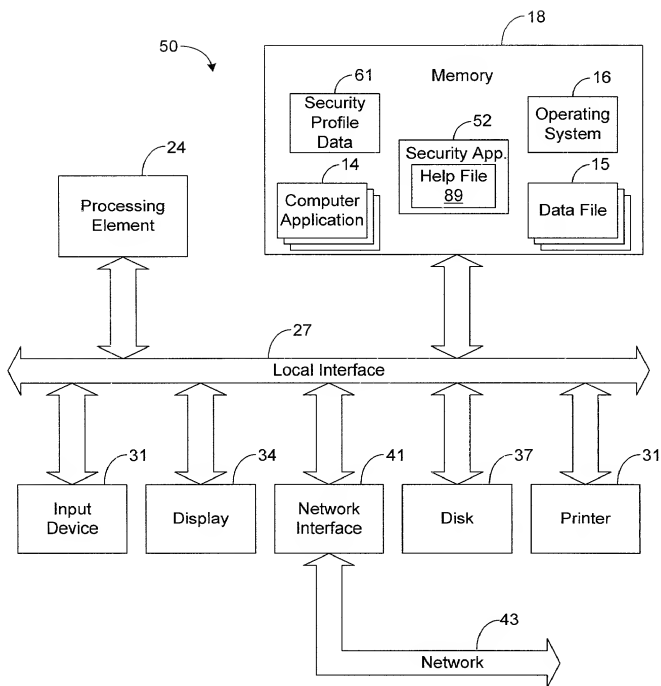 18
50
Memory
61
16
Security
Profile
Data
52
Operating
System
24
Security App.
14
Help File
89
15
Processing
Element
Computer
Application
Data File
27
Local Interface
31
34
41
37
31
Input
Device
Display
Network
Interface
Disk
Printer
43
Network